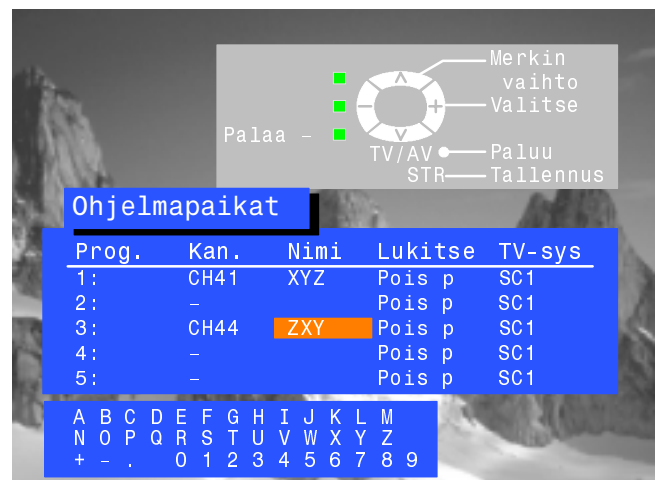 Merkin
vaihto
Valitse
Palaa –
TV/AV Paluu
STR Tallennus
Ohjelmapaikat
Prog. Kan. Nimi Lukitse TV-sys
1: CH41 XYZ Pois p SC1
2: – Pois p SC1
3: CH44 ZXY Pois p SC1
4: – Pois p SC1
5: – Pois p SC1
A B C D E F G H I J K L M
N O P Q R S T U V W X Y Z
+ – . 0 1 2 3 4 5 6 7 8 9